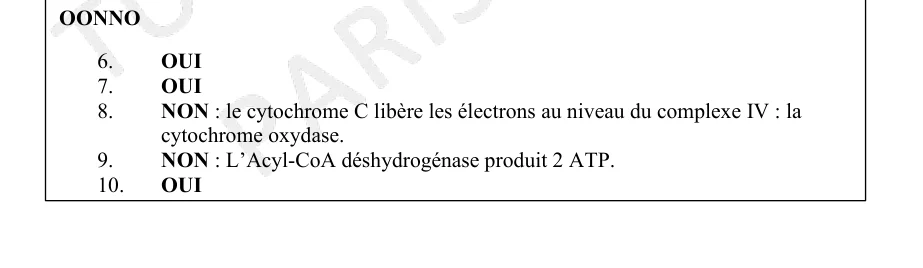 OONNO
6. OUI
7. OUI
8. NON : le cytochrome C libère les électrons au niveau du complexe IV : la
cytochrome oxydase.
9. NON : L'Acyl-CoA déshydrogénase produit 2 ATP.
10. OUI
PARIS